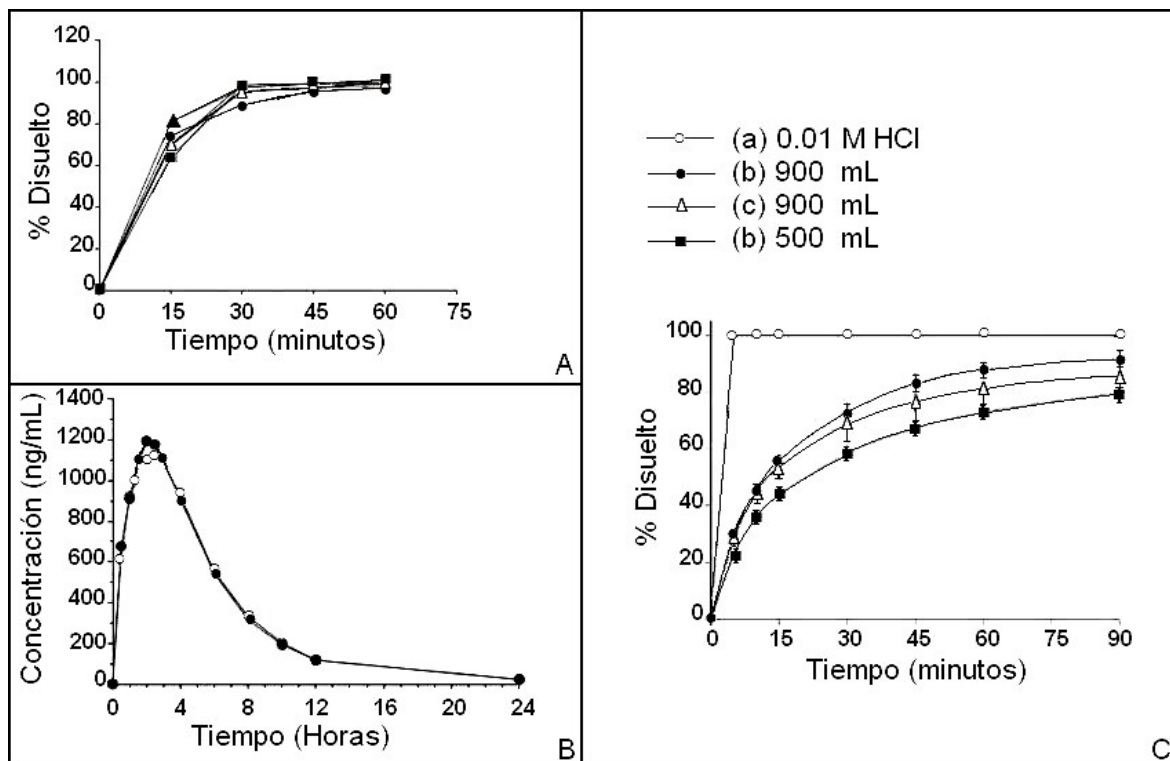 120
100
80
60
40
20
0
% Disuelto
0 15 30 45 60 75
Tiempo (minutos)
A
1400
1200
1000
800
600
400
200
0
Concentración (ng/mL)
0 4 8 12 16 20 24
Tiempo (Horas)
B
(a) 0.01 M HCl
(b) 900 mL
(c) 900 mL
(b) 500 mL
100
80
60
40
20
0
% Disuelto
0 15 30 45 60 75 90
Tiempo (minutos)
C